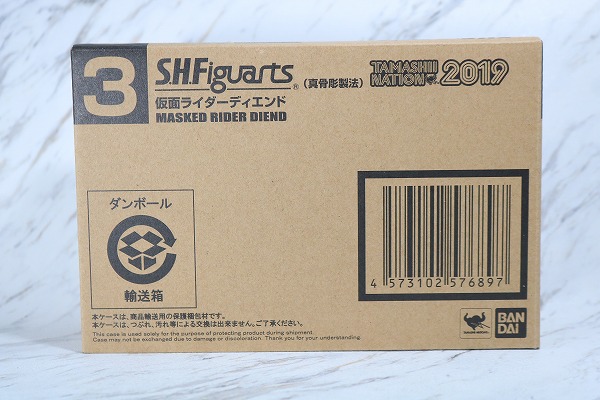 3
S.H.Figuarts®
(真骨彫製法)
TAMASHII NATION 2019
仮面ライダーディエンド
MASKED RIDER DIEND
ダンボール
輸送箱
4 573102 576897
本ケースは、商品輸送用の保護梱包材です。
本ケースは、つぶれ、汚れ等による交換は出来ません。ご了承ください。
This case is used solely for the purpose of protecting product during shipment.
Case may not be exchanged due to damage or discoloration. Thank you for your understanding.
TAMASHII NATIONS
BAN
DAI